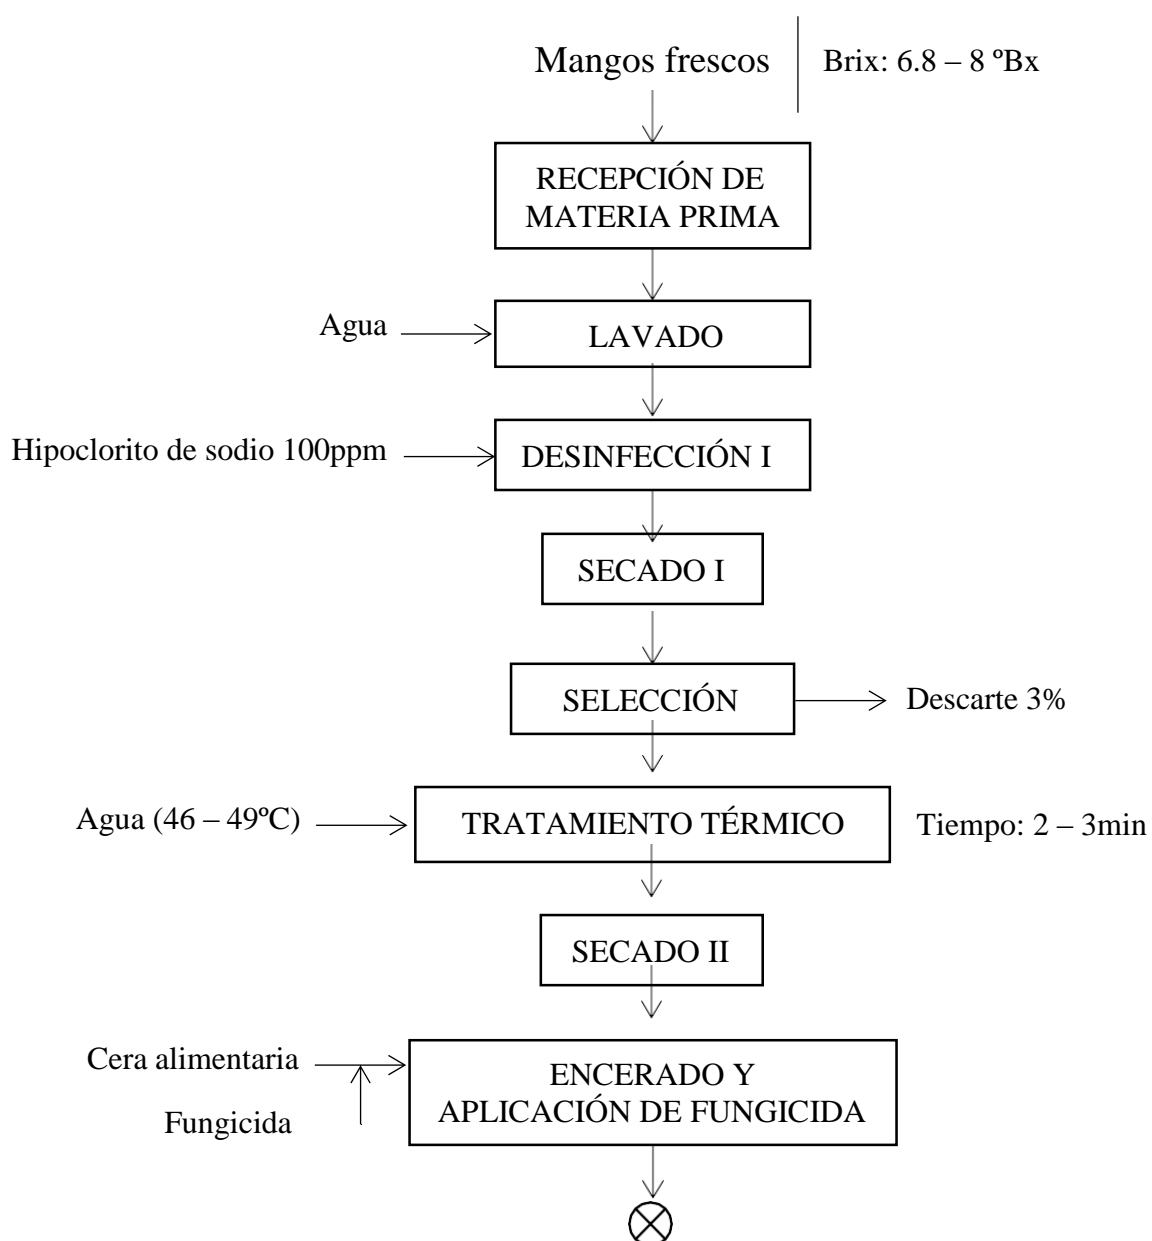 Mangos frescos
Brix: 6.8 – 8 ºBx
RECEPCIÓN DE
MATERIA PRIMA
Agua
LAVADO
Hipoclorito de sodio 100ppm
DESINFECCIÓN I
SECADO I
SELECCIÓN
Descarte 3%
Agua (46 – 49ºC)
TRATAMIENTO TÉRMICO
Tiempo: 2 – 3min
SECADO II
Cera alimentaria
Fungicida
ENCERADO Y
APLICACIÓN DE FUNGICIDA